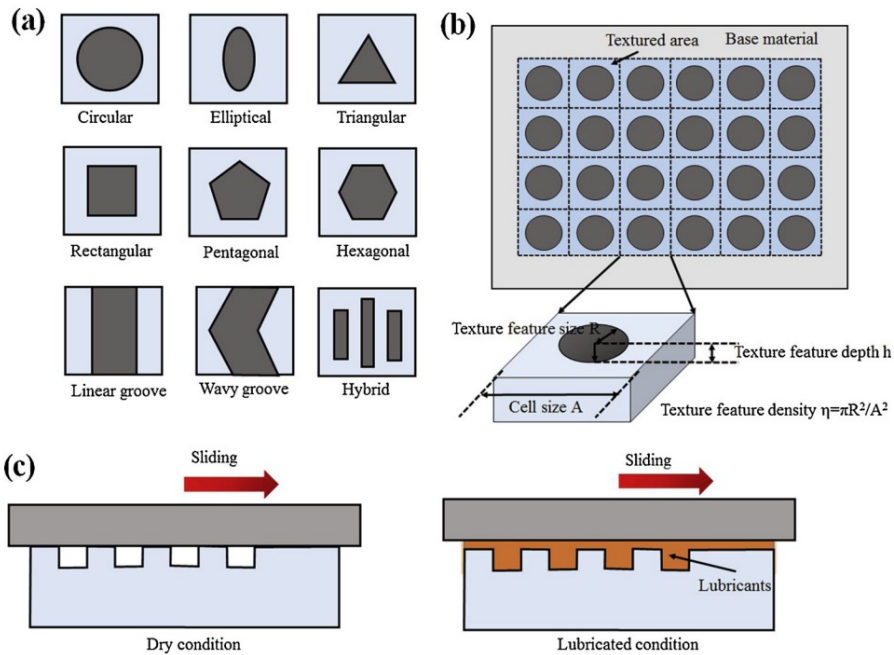 (a)
Circular
Elliptical
Triangular
Rectangular
Pentagonal
Hexagonal
Linear groove
Wavy groove
Hybrid
(b)
Textured area
Base material
Texture feature size R
Texture feature depth h
Cell size A
Texture feature density η=πR²/A²
(c)
Sliding
Dry condition
Sliding
Lubricants
Lubricated condition